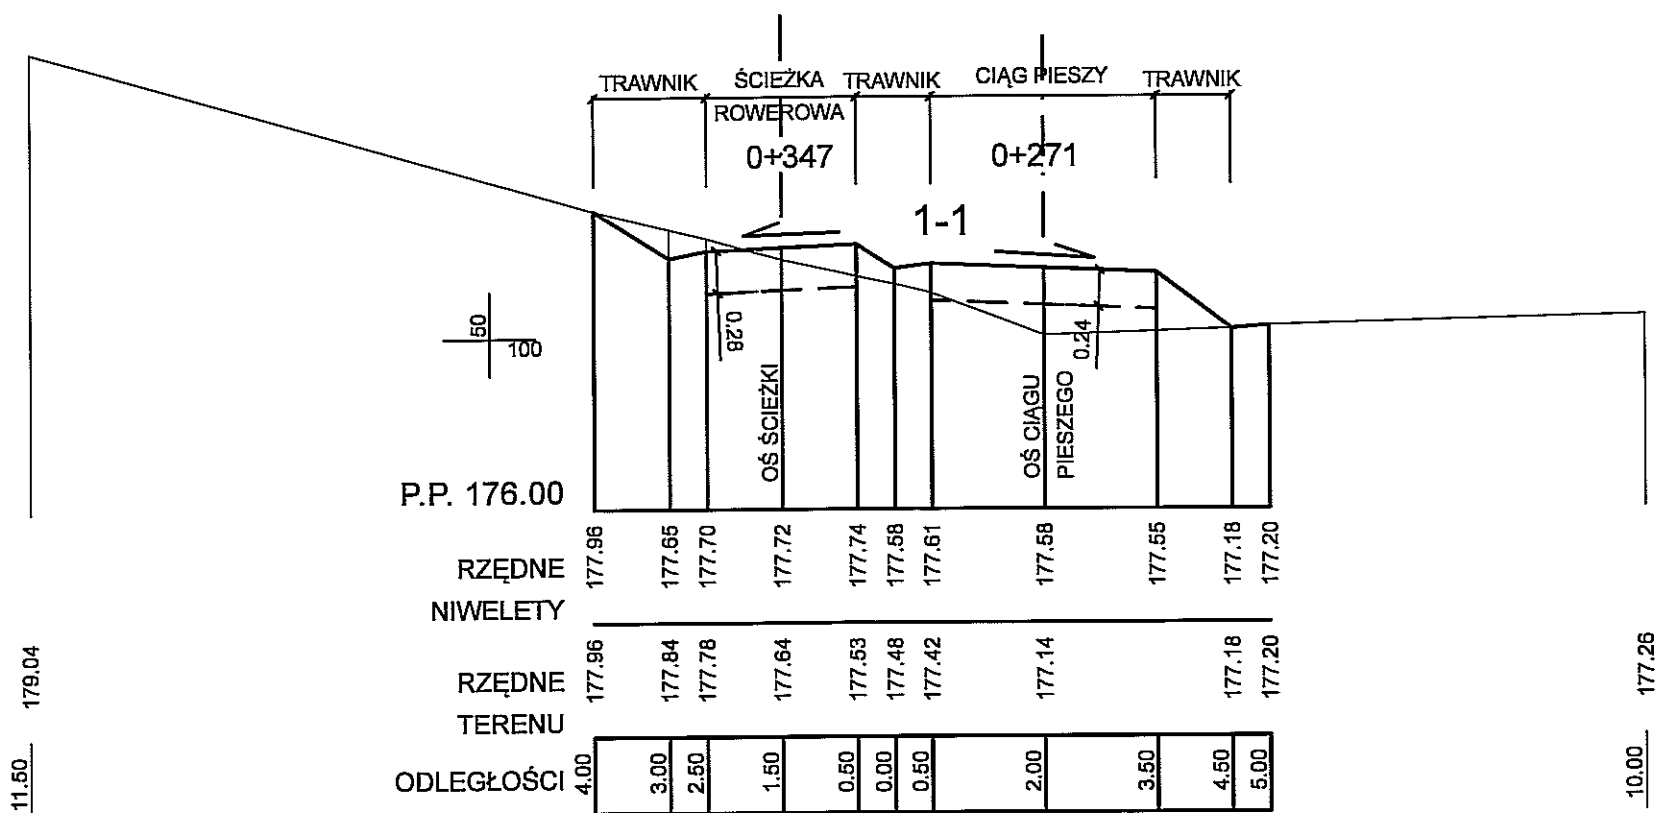 TRAWNIK ŚCIEŻKA ROWEROWA TRAWNIK CIĄG PIESZY TRAWNIK
0+347 0+271
1-1
50
100
0.28
0.24
OŚ ŚCIEŻKI
OŚ CIĄGU
PIESZEGO
P.P. 176.00
RZĘDNE
NIWELETY
177.96 177.65 177.70 177.72 177.74 177.58 177.61 177.58 177.55 177.18 177.20
RZĘDNE
TERENU
179.04 177.96 177.84 177.78 177.64 177.53 177.48 177.42 177.14 177.18 177.20 177.26
ODLEGŁOŚCI
11.50 4.00 3.00 2.50 1.50 0.50 0.00 0.50 2.00 3.50 4.50 5.00 10.00